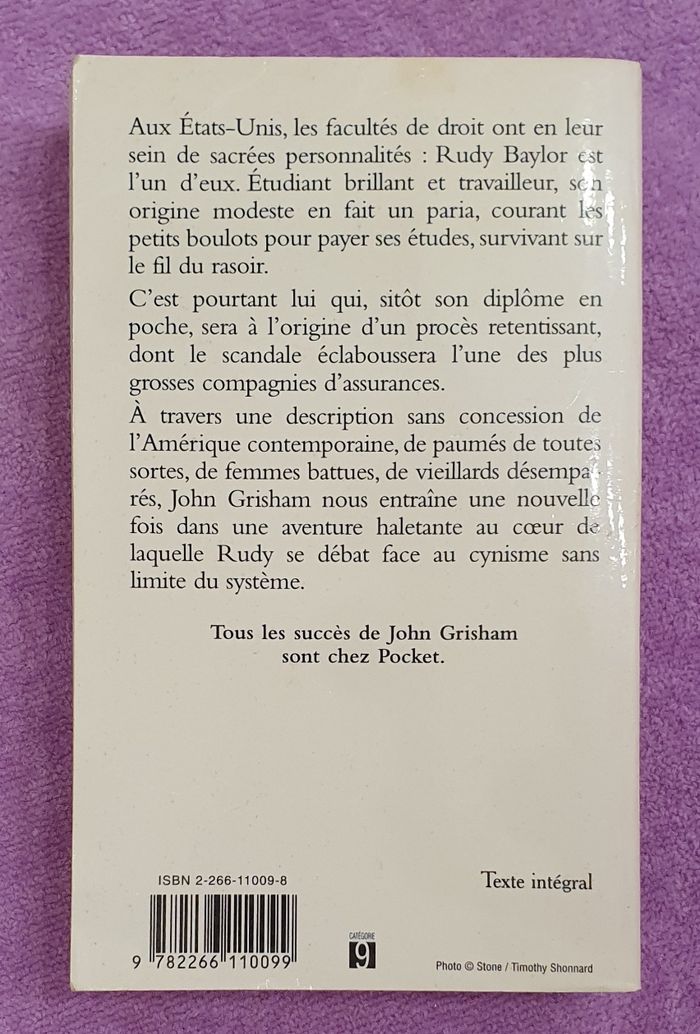 Aux États-Unis, les facultés de droit ont en leur
sein de sacrées personnalités : Rudy Baylor est
l'un d'eux. Étudiant brillant et travailleur, son
origine modeste en fait un paria, courant les
petits boulots pour payer ses études, survivant sur
le fil du rasoir.
C'est pourtant lui qui, sitôt son diplôme en
poche, sera à l'origine d'un procès retentissant,
dont le scandale éclaboussera l'une des plus
grosses compagnies d'assurances.
À travers une description sans concession de
l'Amérique contemporaine, de paumés de toutes
sortes, de femmes battues, de vieillards désempa-
rés, John Grisham nous entraîne une nouvelle
fois dans une aventure haletante au cœur de
laquelle Rudy se débat face au cynisme sans
limite du système.
Tous les succès de John Grisham
sont chez Pocket.
ISBN 2-266-11009-8
Texte intégral
9 782266 110099
CATÉGORIE
9
Photo © Stone / Timothy Shonnard